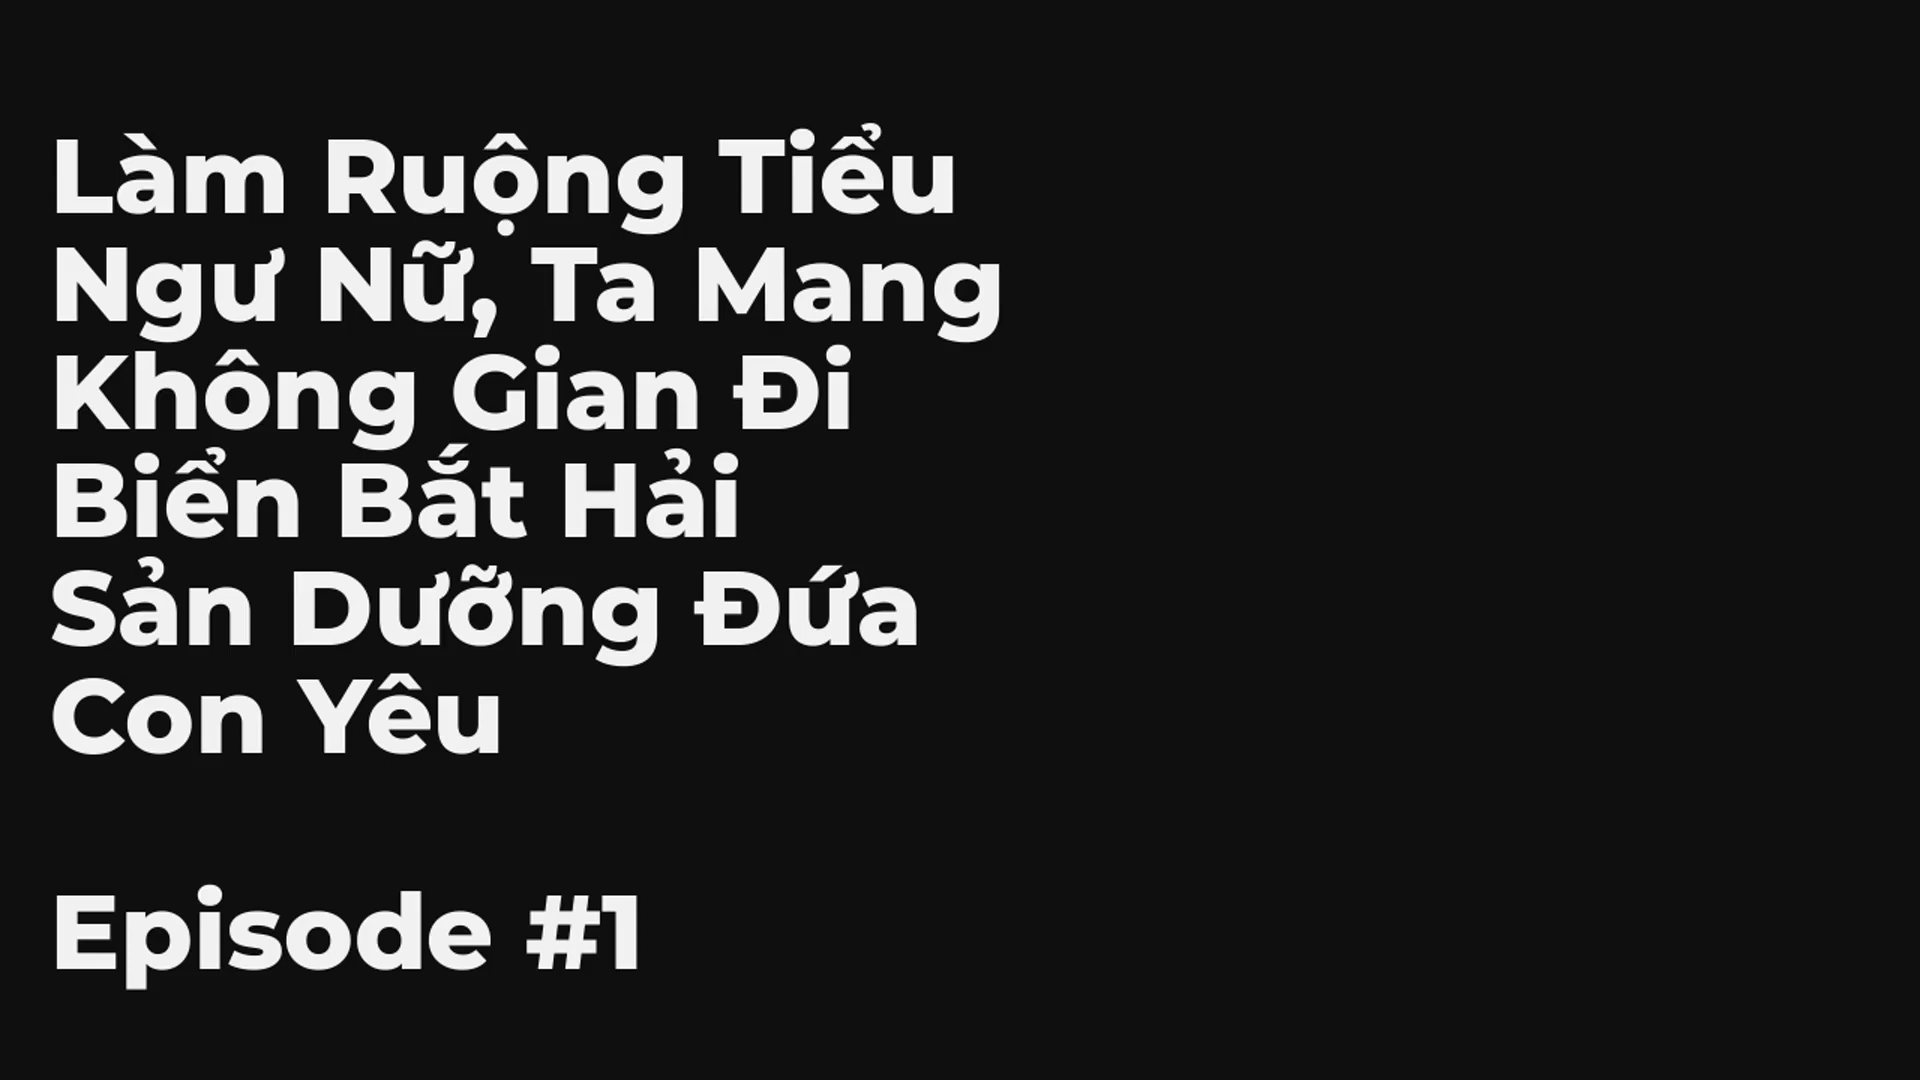 Làm Ruộng Tiểu
Ngư Nữ, Ta Mang
Không Gian Đi
Biển Bắt Hải
Sản Dưỡng Đứa
Con Yêu
Episode #1